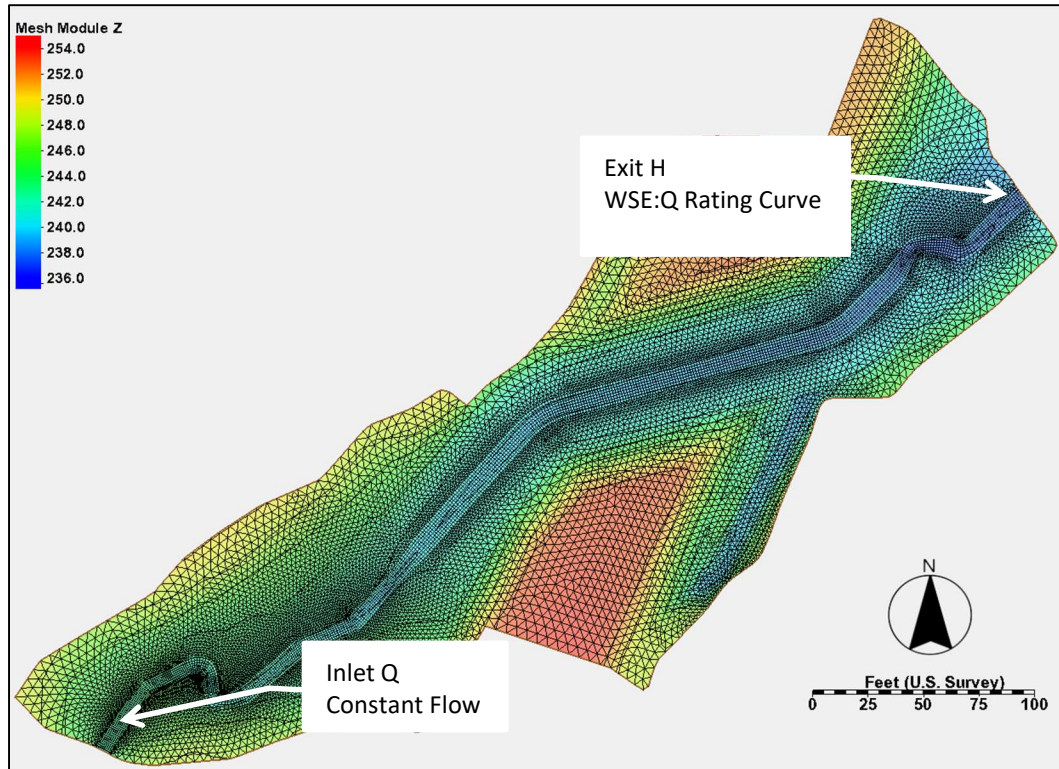 Mesh Module Z
254.0
252.0
250.0
248.0
246.0
244.0
242.0
240.0
238.0
236.0
Exit H
WSE:Q Rating Curve
Inlet Q
Constant Flow
N
Feet (U.S. Survey)
0 25 50 75 100